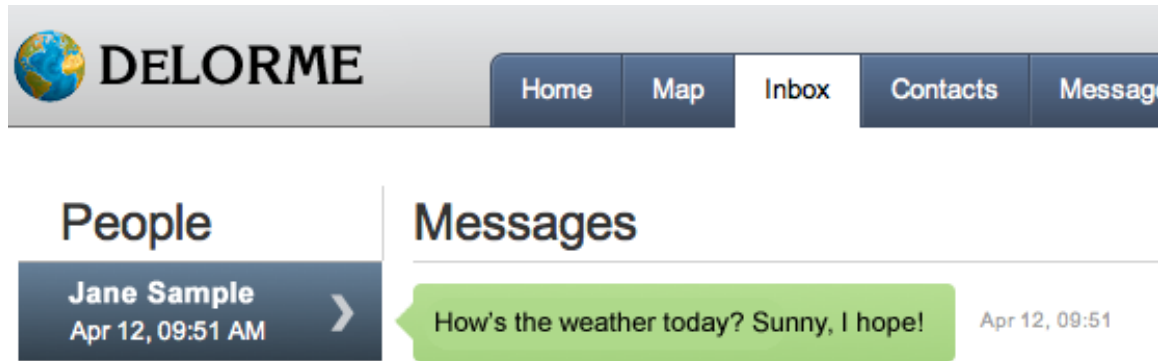 DELORME
Home Map Inbox Contacts Messag
People
Messages
Jane Sample
Apr 12, 09:51 AM
How's the weather today? Sunny, I hope!
Apr 12, 09:51